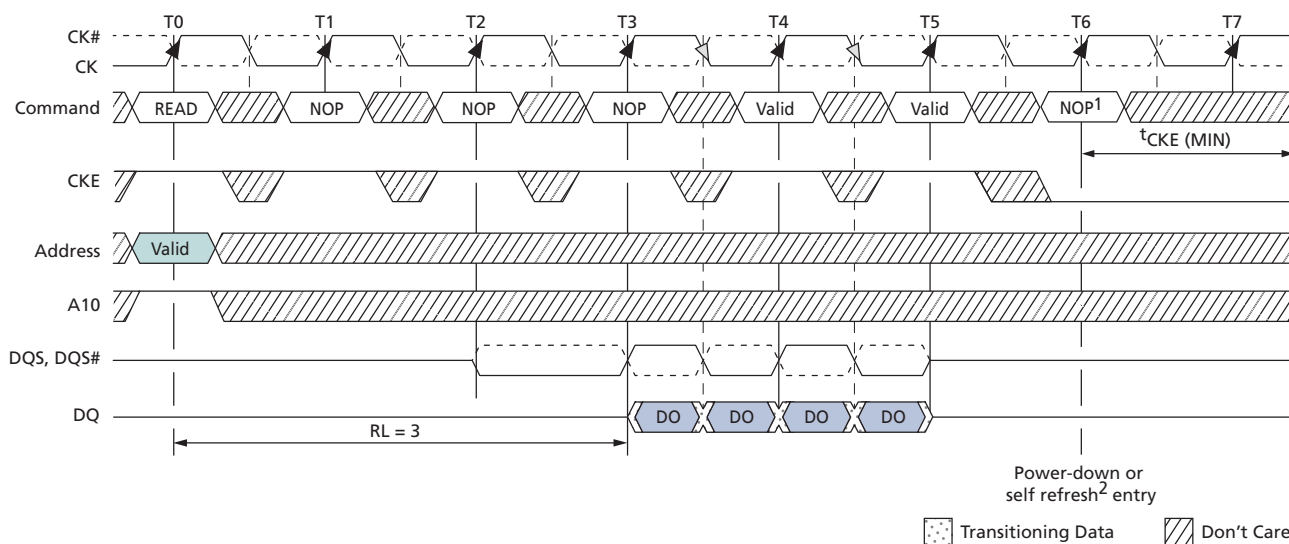 T0 T1 T2 T3 T4 T5 T6 T7
CK#
CK
Command READ NOP NOP NOP Valid Valid NOP1
tCKE (MIN)
CKE
Address Valid
A10
DQS, DQS#
DQ DO DO DO DO
RL = 3
Power-down or
self refresh2 entry
Transitioning Data Don't Care